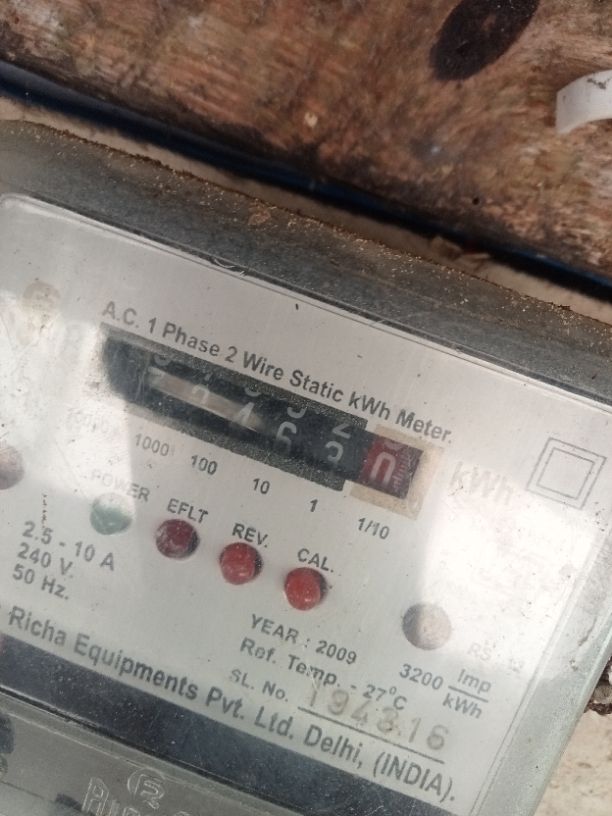 A.C. 1 Phase 2 Wire Static kWh Meter.
kWh
1000 100 10 1 1/10
POWER EFLT REV. CAL.
2.5 - 10 A
240 V.
50 Hz.
YEAR : 2009
Ref. Temp. - 27°C
3200 Imp/kWh
SL. No. 194316
Richa Equipments Pvt. Ltd. Delhi, (INDIA).